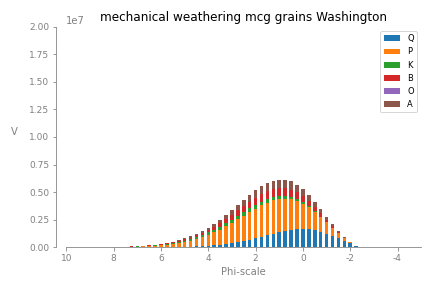 mechanical weathering mcg grains Washington
1e7
2.00
1.75
1.50
1.25
1.00
0.75
0.50
0.25
0.00
V
10 8 6 4 2 0 -2 -4
Phi-scale
Q
P
K
B
O
A